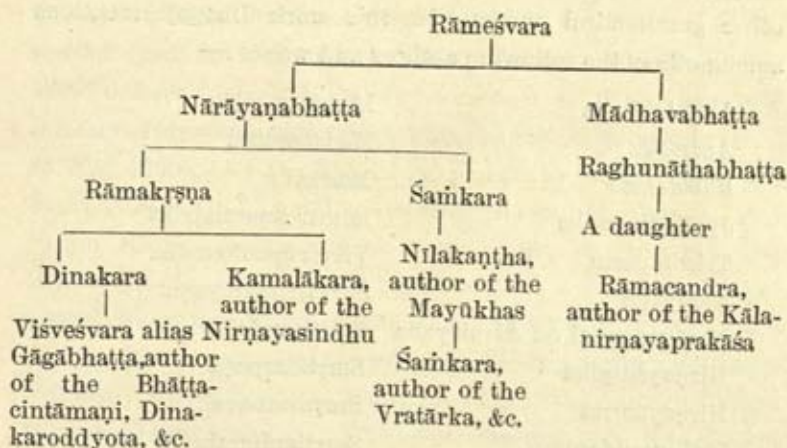 Rāmeśvara
Nārāyaṇabhaṭṭa
Mādhavabhaṭṭa
Raghunāthabhaṭṭa
Rāmakṛṣṇa
Śaṁkara
A daughter
Dinakara
Kamalākara,
author of the
Nirṇayasindhu
Nīlakaṇṭha,
author of the
Mayūkhas
Rāmacandra,
author of the Kāla-
nirṇayaprakāśa
Viśveśvara alias
Gāgābhaṭṭa,author
of the Bhāṭṭa-
cintāmaṇi, Dina-
karoddyota, &c.
Śaṁkara,
author of the
Vratārka, &c.